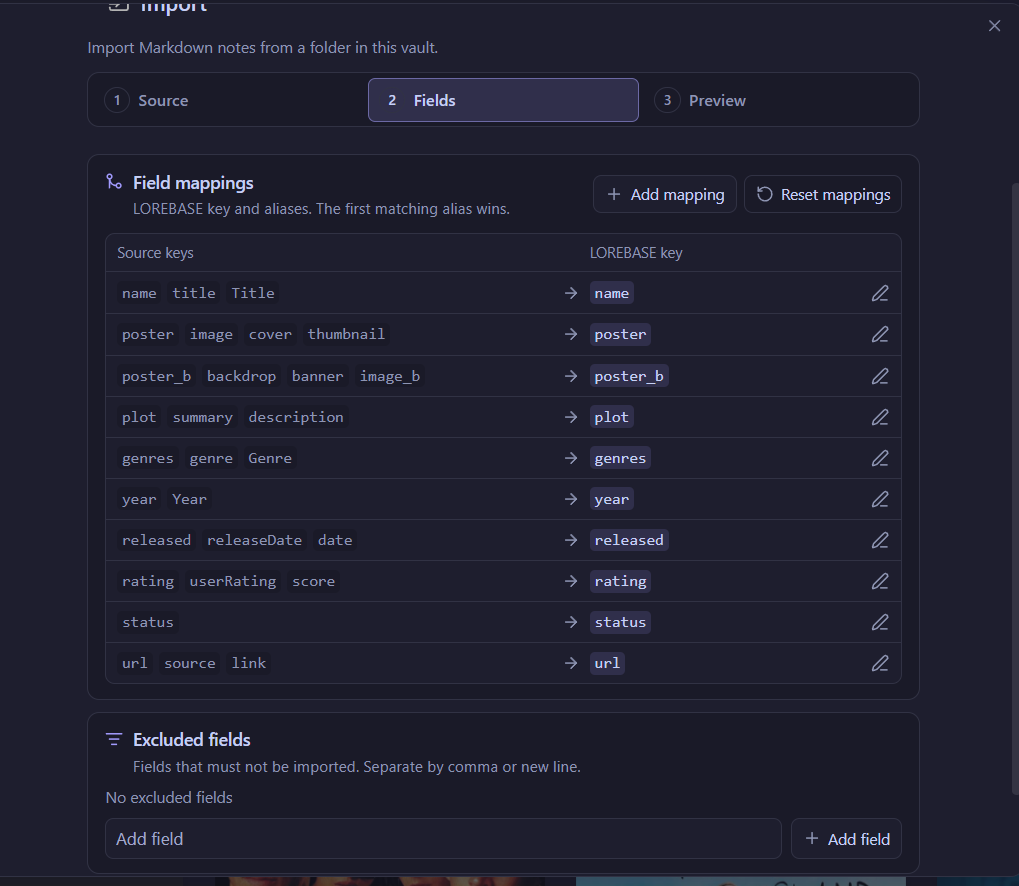 Import
Import Markdown notes from a folder in this vault.
1 Source
2 Fields
3 Preview
Field mappings
LOREBASE key and aliases. The first matching alias wins.
Add mapping
Reset mappings
Source keys LOREBASE key
name title Title → name
poster image cover thumbnail → poster
poster_b backdrop banner image_b → poster_b
plot summary description → plot
genres genre Genre → genres
year Year → year
released releaseDate date → released
rating userRating score → rating
status → status
url source link → url
Excluded fields
Fields that must not be imported. Separate by comma or new line.
No excluded fields
Add field
Add field